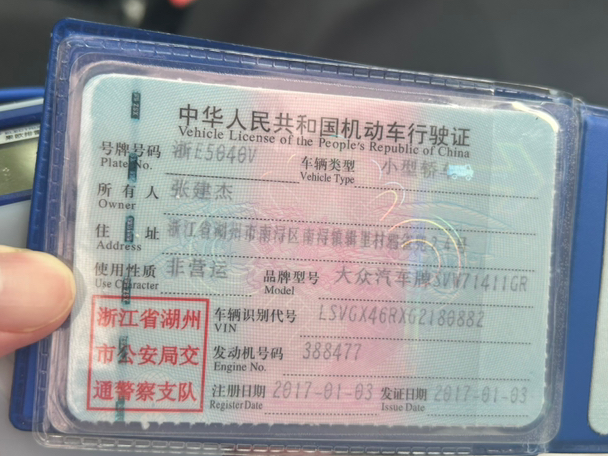 中华人民共和国机动车行驶证
Vehicle License of the People's Republic of China
号牌号码 浙E5040V 车辆类型 小型轿车
Plate No. Vehicle Type
所有人 张建杰
Owner
住址 浙江省湖州市南浔区南浔镇
Address
使用性质 非营运 品牌型号 大众汽车牌SVW71411GR
Use Character Model
浙江省湖州 车辆识别代号 LSVGX46RXG2180882
VIN
市公安局交 发动机号码 388477
Engine No.
通警察支队 注册日期 2017-01-03 发证日期 2017-01-03
Register Date Issue Date